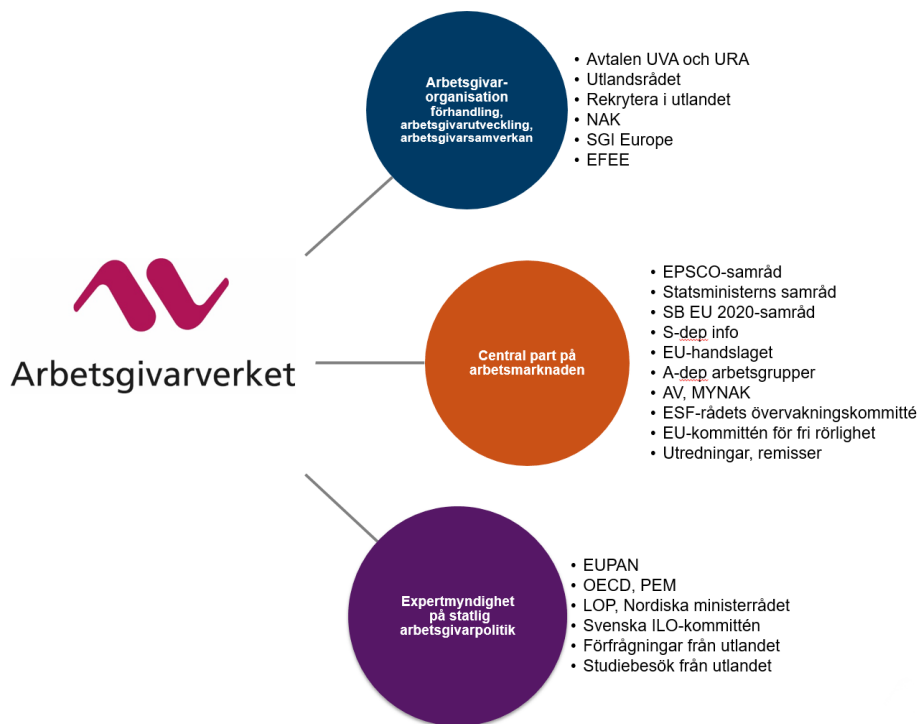 Arbetsgivarverket
Arbetsgivar-
organisation
förhandling,
arbetsgivarutveckling,
arbetsgivarsamverkan
• Avtalen UVA och URA
• Utlandsrådet
• Rekrytera i utlandet
• NAK
• SGI Europe
• EFEE
Central part på
arbetsmarknaden
• EPSCO-samråd
• Statsministerns samråd
• SB EU 2020-samråd
• S-dep info
• EU-handslaget
• A-dep arbetsgrupper
• AV, MYNAK
• ESF-rådets övervakningskommitté
• EU-kommittén för fri rörlighet
• Utredningar, remisser
Expertmyndighet
på statlig
arbetsgivarpolitik
• EUPAN
• OECD, PEM
• LOP, Nordiska ministerrådet
• Svenska ILO-kommittén
• Förfrågningar från utlandet
• Studiebesök från utlandet